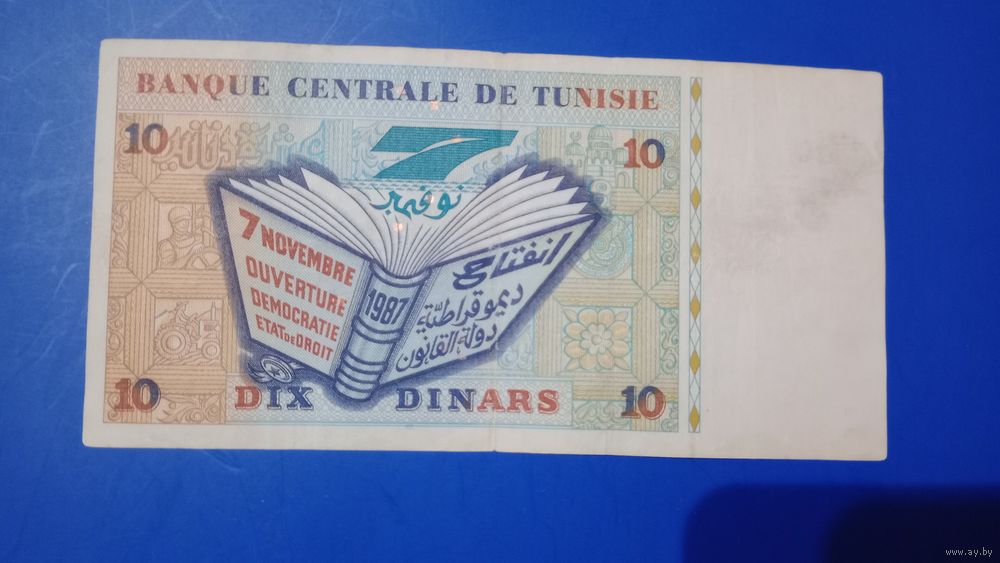 BANQUE CENTRALE DE TUNISIE
10
7
10
نوفمبر
7 NOVEMBRE
OUVERTURE
DEMOCRATIE
ETAT DE DROIT
1987
انفتاح
ديموقراطية
دولة القانون
10
DIX DINARS
10
www.ay.by